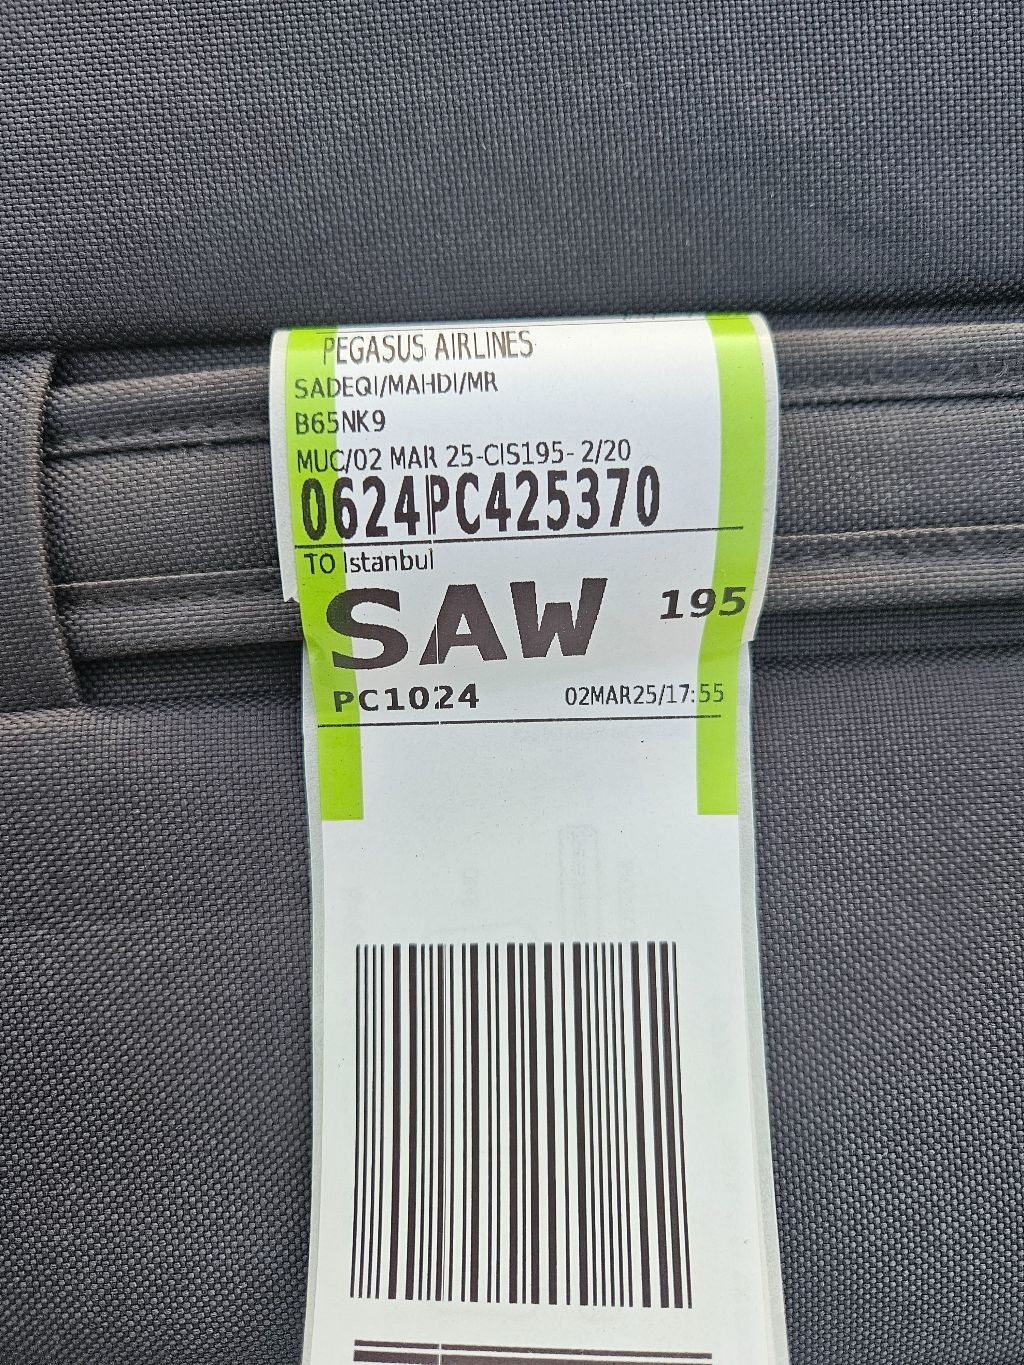 PEGASUS AIRLINES
SADEQI/MAHDI/MR
B65NK9
MUC/02 MAR 25-CIS195- 2/20
0624PC425370
TO Istanbul
SAW 195
PC1024 02MAR25/17:55